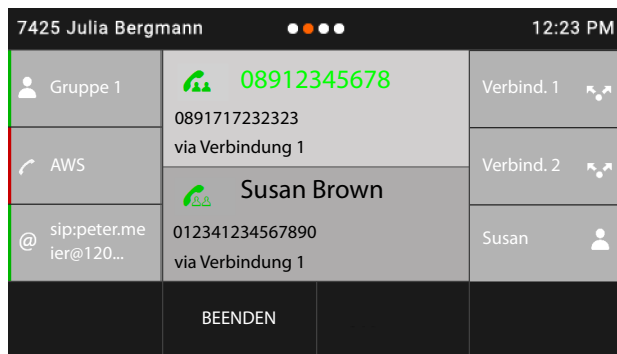 7425 Julia Bergmann
12:23 PM
Gruppe 1
AWS
sip:peter.me
ier@120...
08912345678
0891717232323
via Verbindung 1
Susan Brown
012341234567890
via Verbindung 1
Verbind. 1
Verbind. 2
Susan
BEENDEN